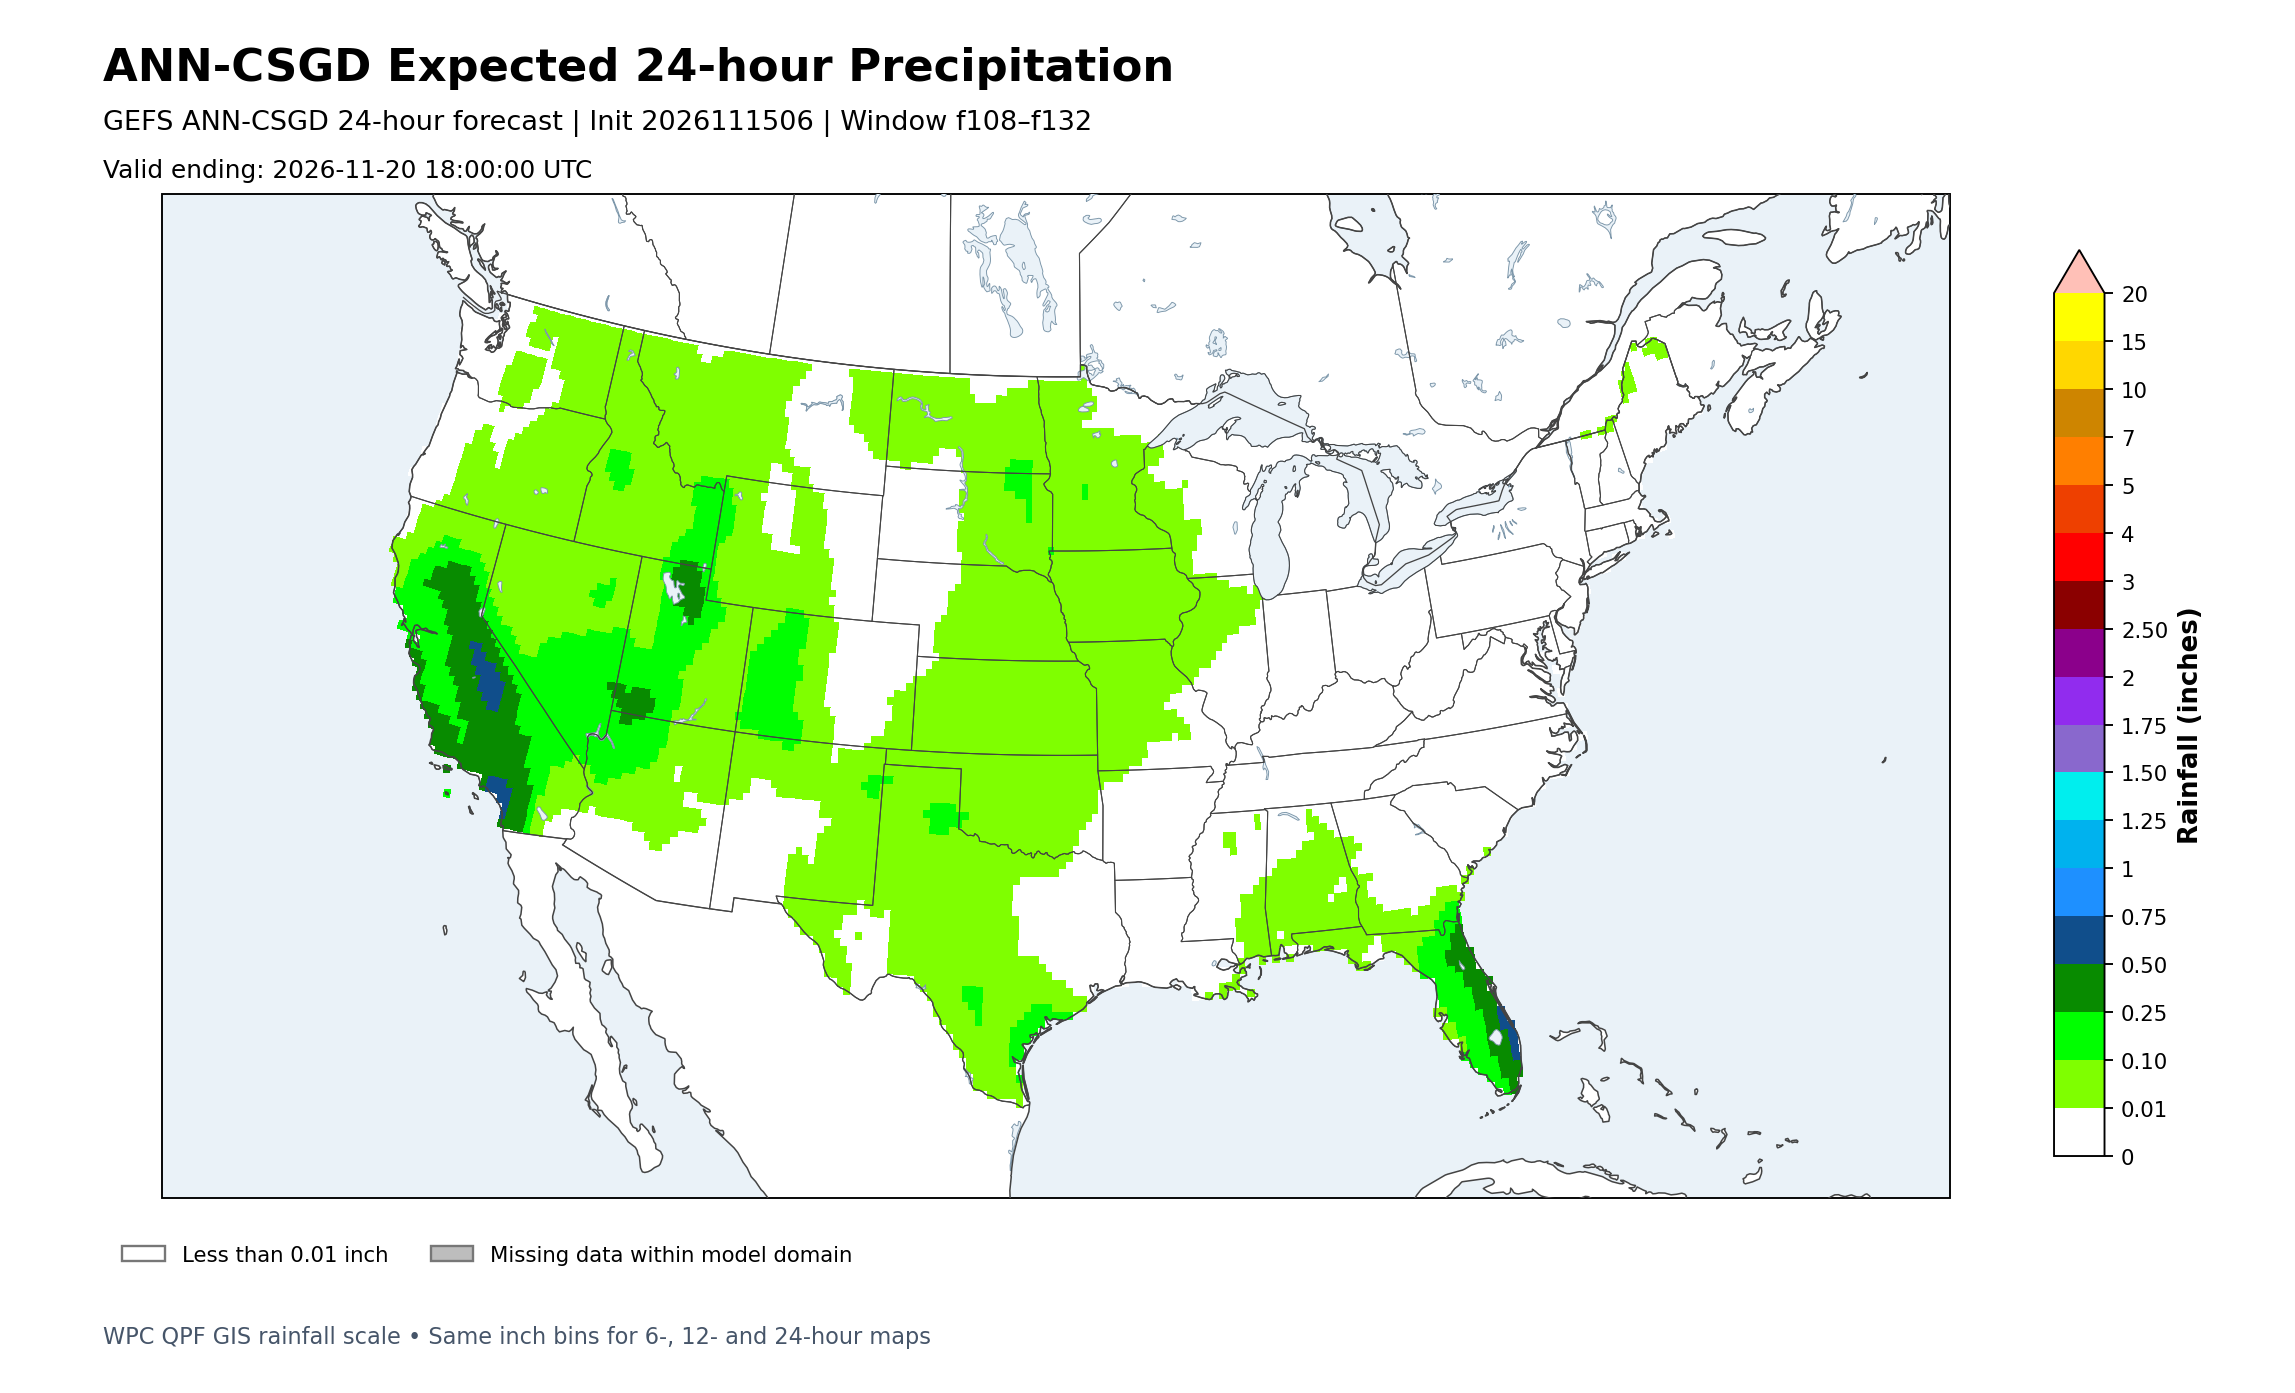 ANN-CSGD Expected 24-hour Precipitation
GEFS ANN-CSGD 24-hour forecast | Init 2026111506 | Window f108–f132
Valid ending: 2026-11-20 18:00:00 UTC
20
15
10
7
5
4
3
2.50
2
1.75
1.50
1.25
1
0.75
0.50
0.25
0.10
0.01
0
Rainfall (inches)
Less than 0.01 inch
Missing data within model domain
WPC QPF GIS rainfall scale • Same inch bins for 6-, 12- and 24-hour maps